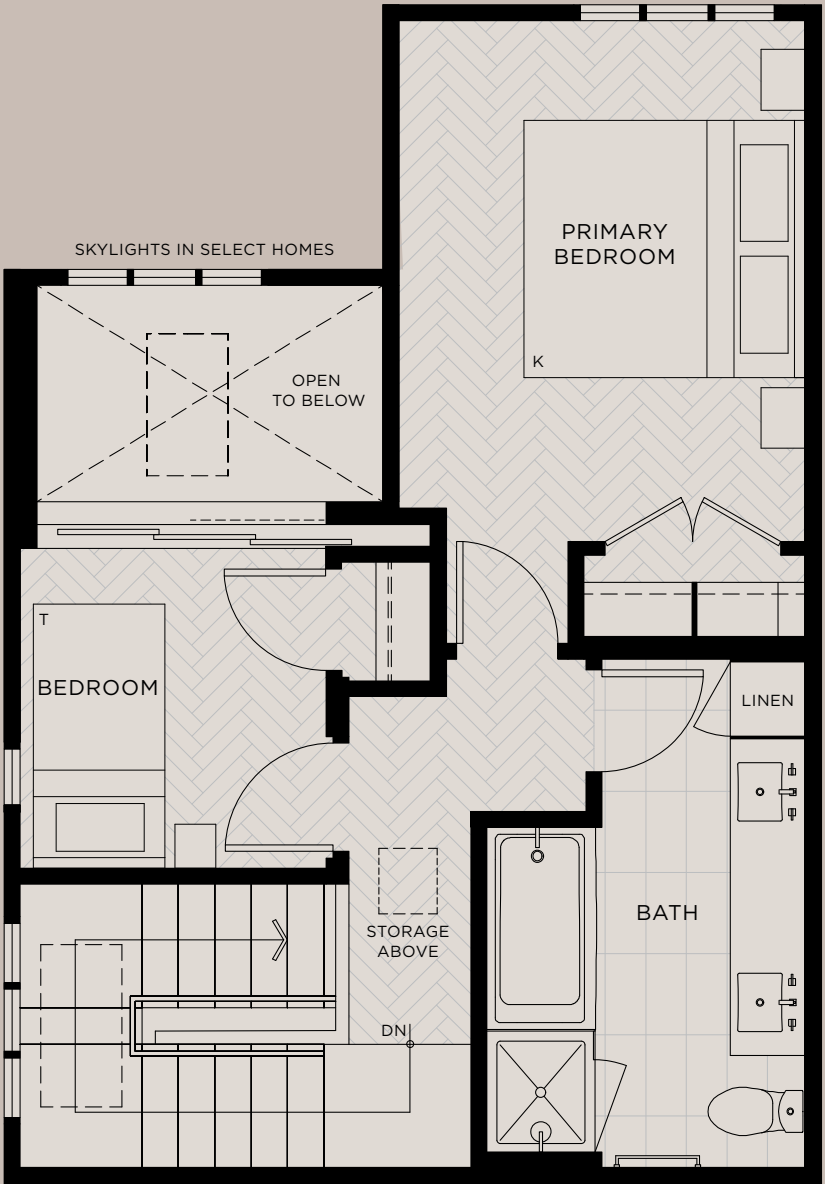 PRIMARY
BEDROOM
K
SKYLIGHTS IN SELECT HOMES
OPEN
TO BELOW
T
BEDROOM
LINEN
BATH
STORAGE
ABOVE
DN